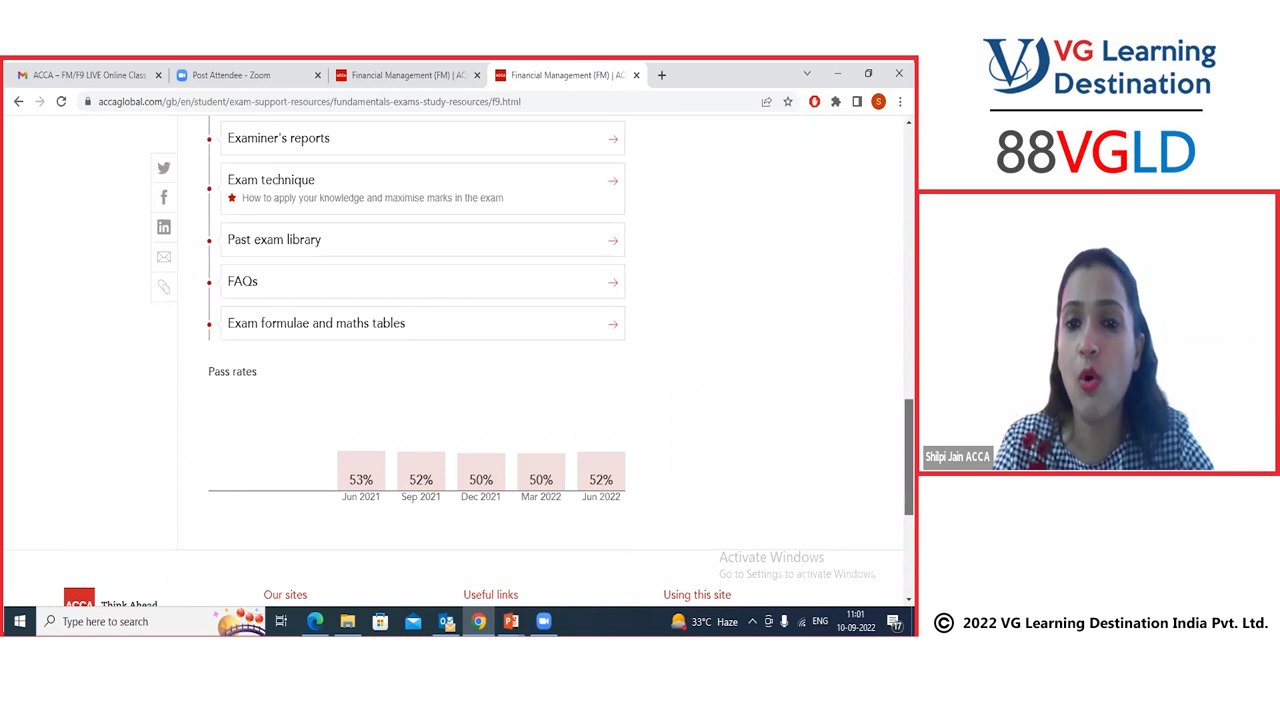 ACCA – FM/F9 LIVE Online Class
Post Attendee - Zoom
Financial Management (FM) | AC
Financial Management (FM) | AC
accaglobal.com/gb/en/student/exam-support-resources/fundamentals-exams-study-resources/f9.html
S
Examiner's reports
Exam technique
How to apply your knowledge and maximise marks in the exam
Past exam library
FAQs
Exam formulae and maths tables
Pass rates
53%
52%
50%
50%
52%
Jun 2021
Sep 2021
Dec 2021
Mar 2022
Jun 2022
Activate Windows
Go to Settings to activate Windows.
ACCA
Think Ahead
Our sites
Useful links
Using this site
Type here to search
33°C Haze
ENG
11:01
10-09-2022
17
VG Learning
Destination
88VGLD
Shilpi Jain ACCA
© 2022 VG Learning Destination India Pvt. Ltd.